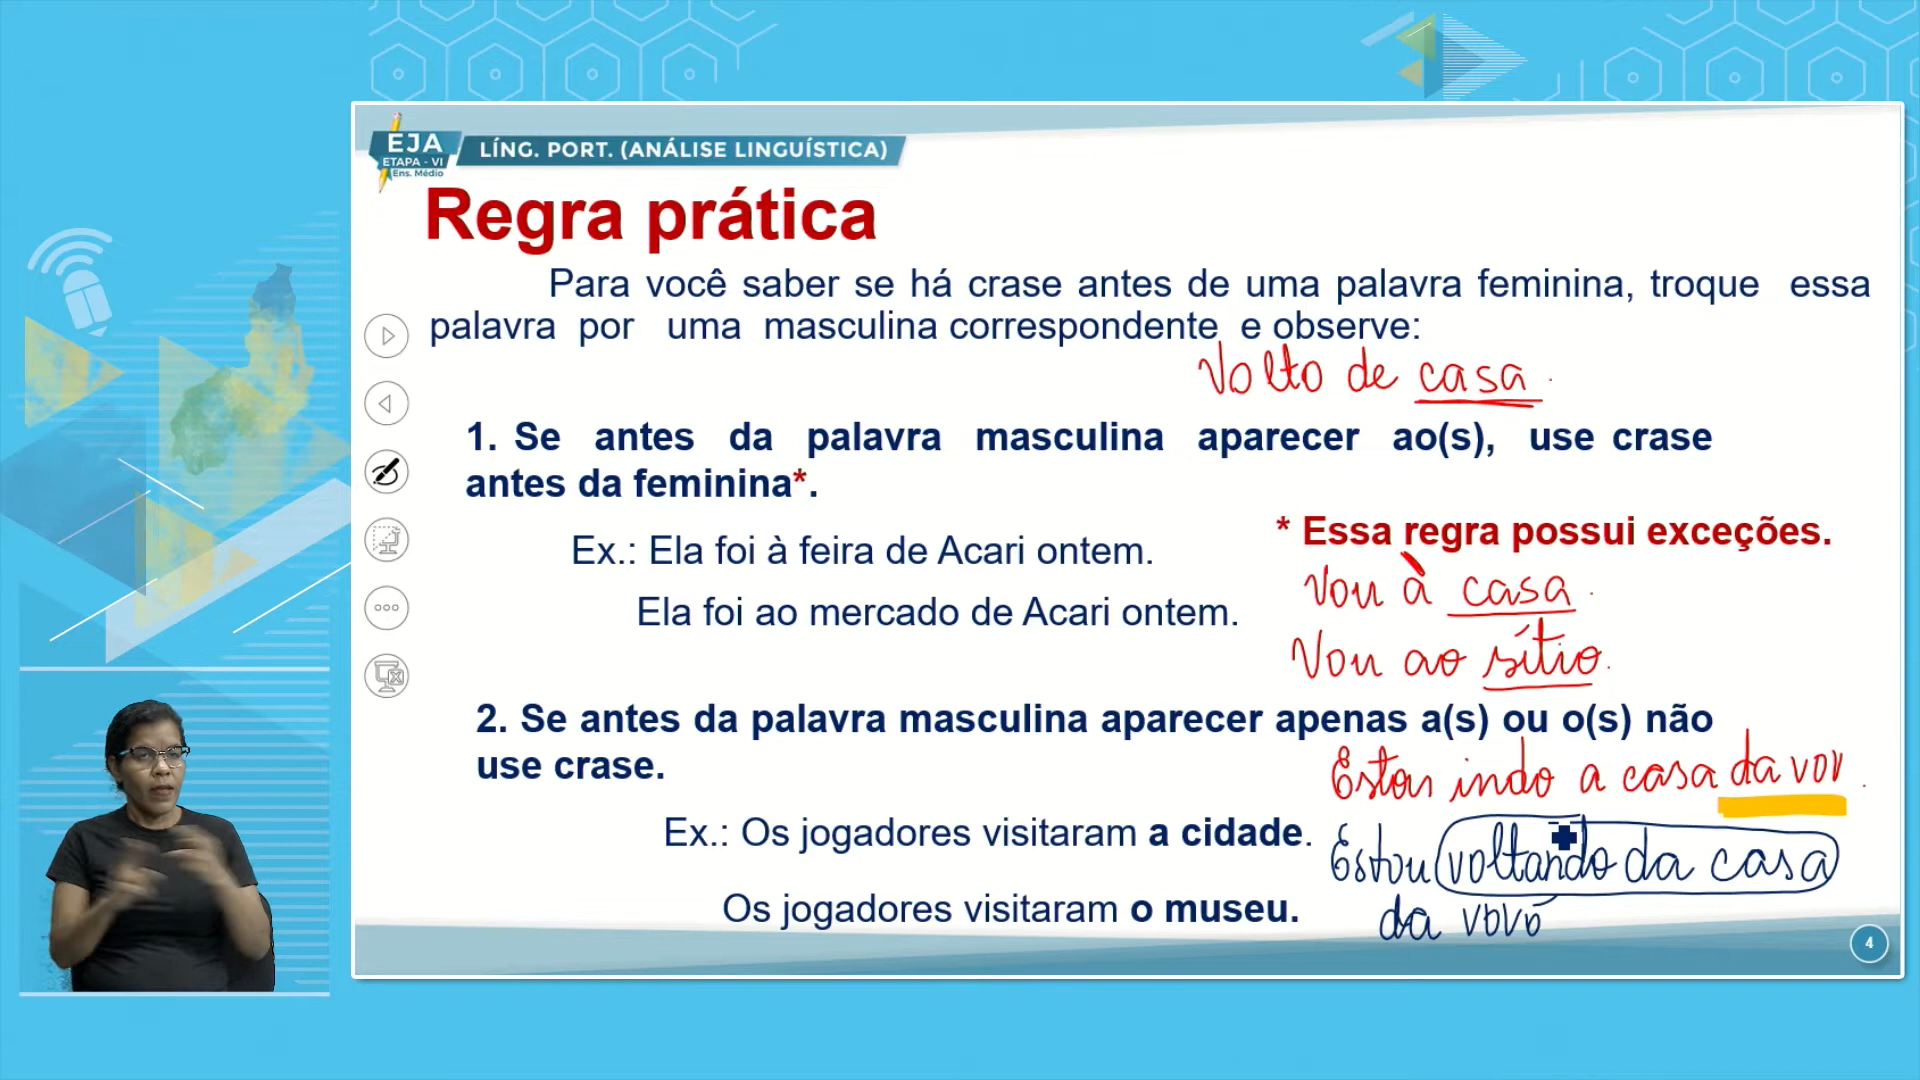 EJA
ETAPA - VI
Ens. Médio
LÍNG. PORT. (ANÁLISE LINGUÍSTICA)
Regra prática
Para você saber se há crase antes de uma palavra feminina, troque essa
palavra por uma masculina correspondente e observe:
Volto de casa.
1. Se antes da palavra masculina aparecer ao(s), use crase
antes da feminina*.
* Essa regra possui exceções.
Ex.: Ela foi à feira de Acari ontem.
Vou à casa.
Ela foi ao mercado de Acari ontem.
Vou ao sítio.
2. Se antes da palavra masculina aparecer apenas a(s) ou o(s) não
use crase.
Estou indo a casa da
Ex.: Os jogadores visitaram a cidade.
Estou voltando da casa
Os jogadores visitaram o museu.
da vovó
4